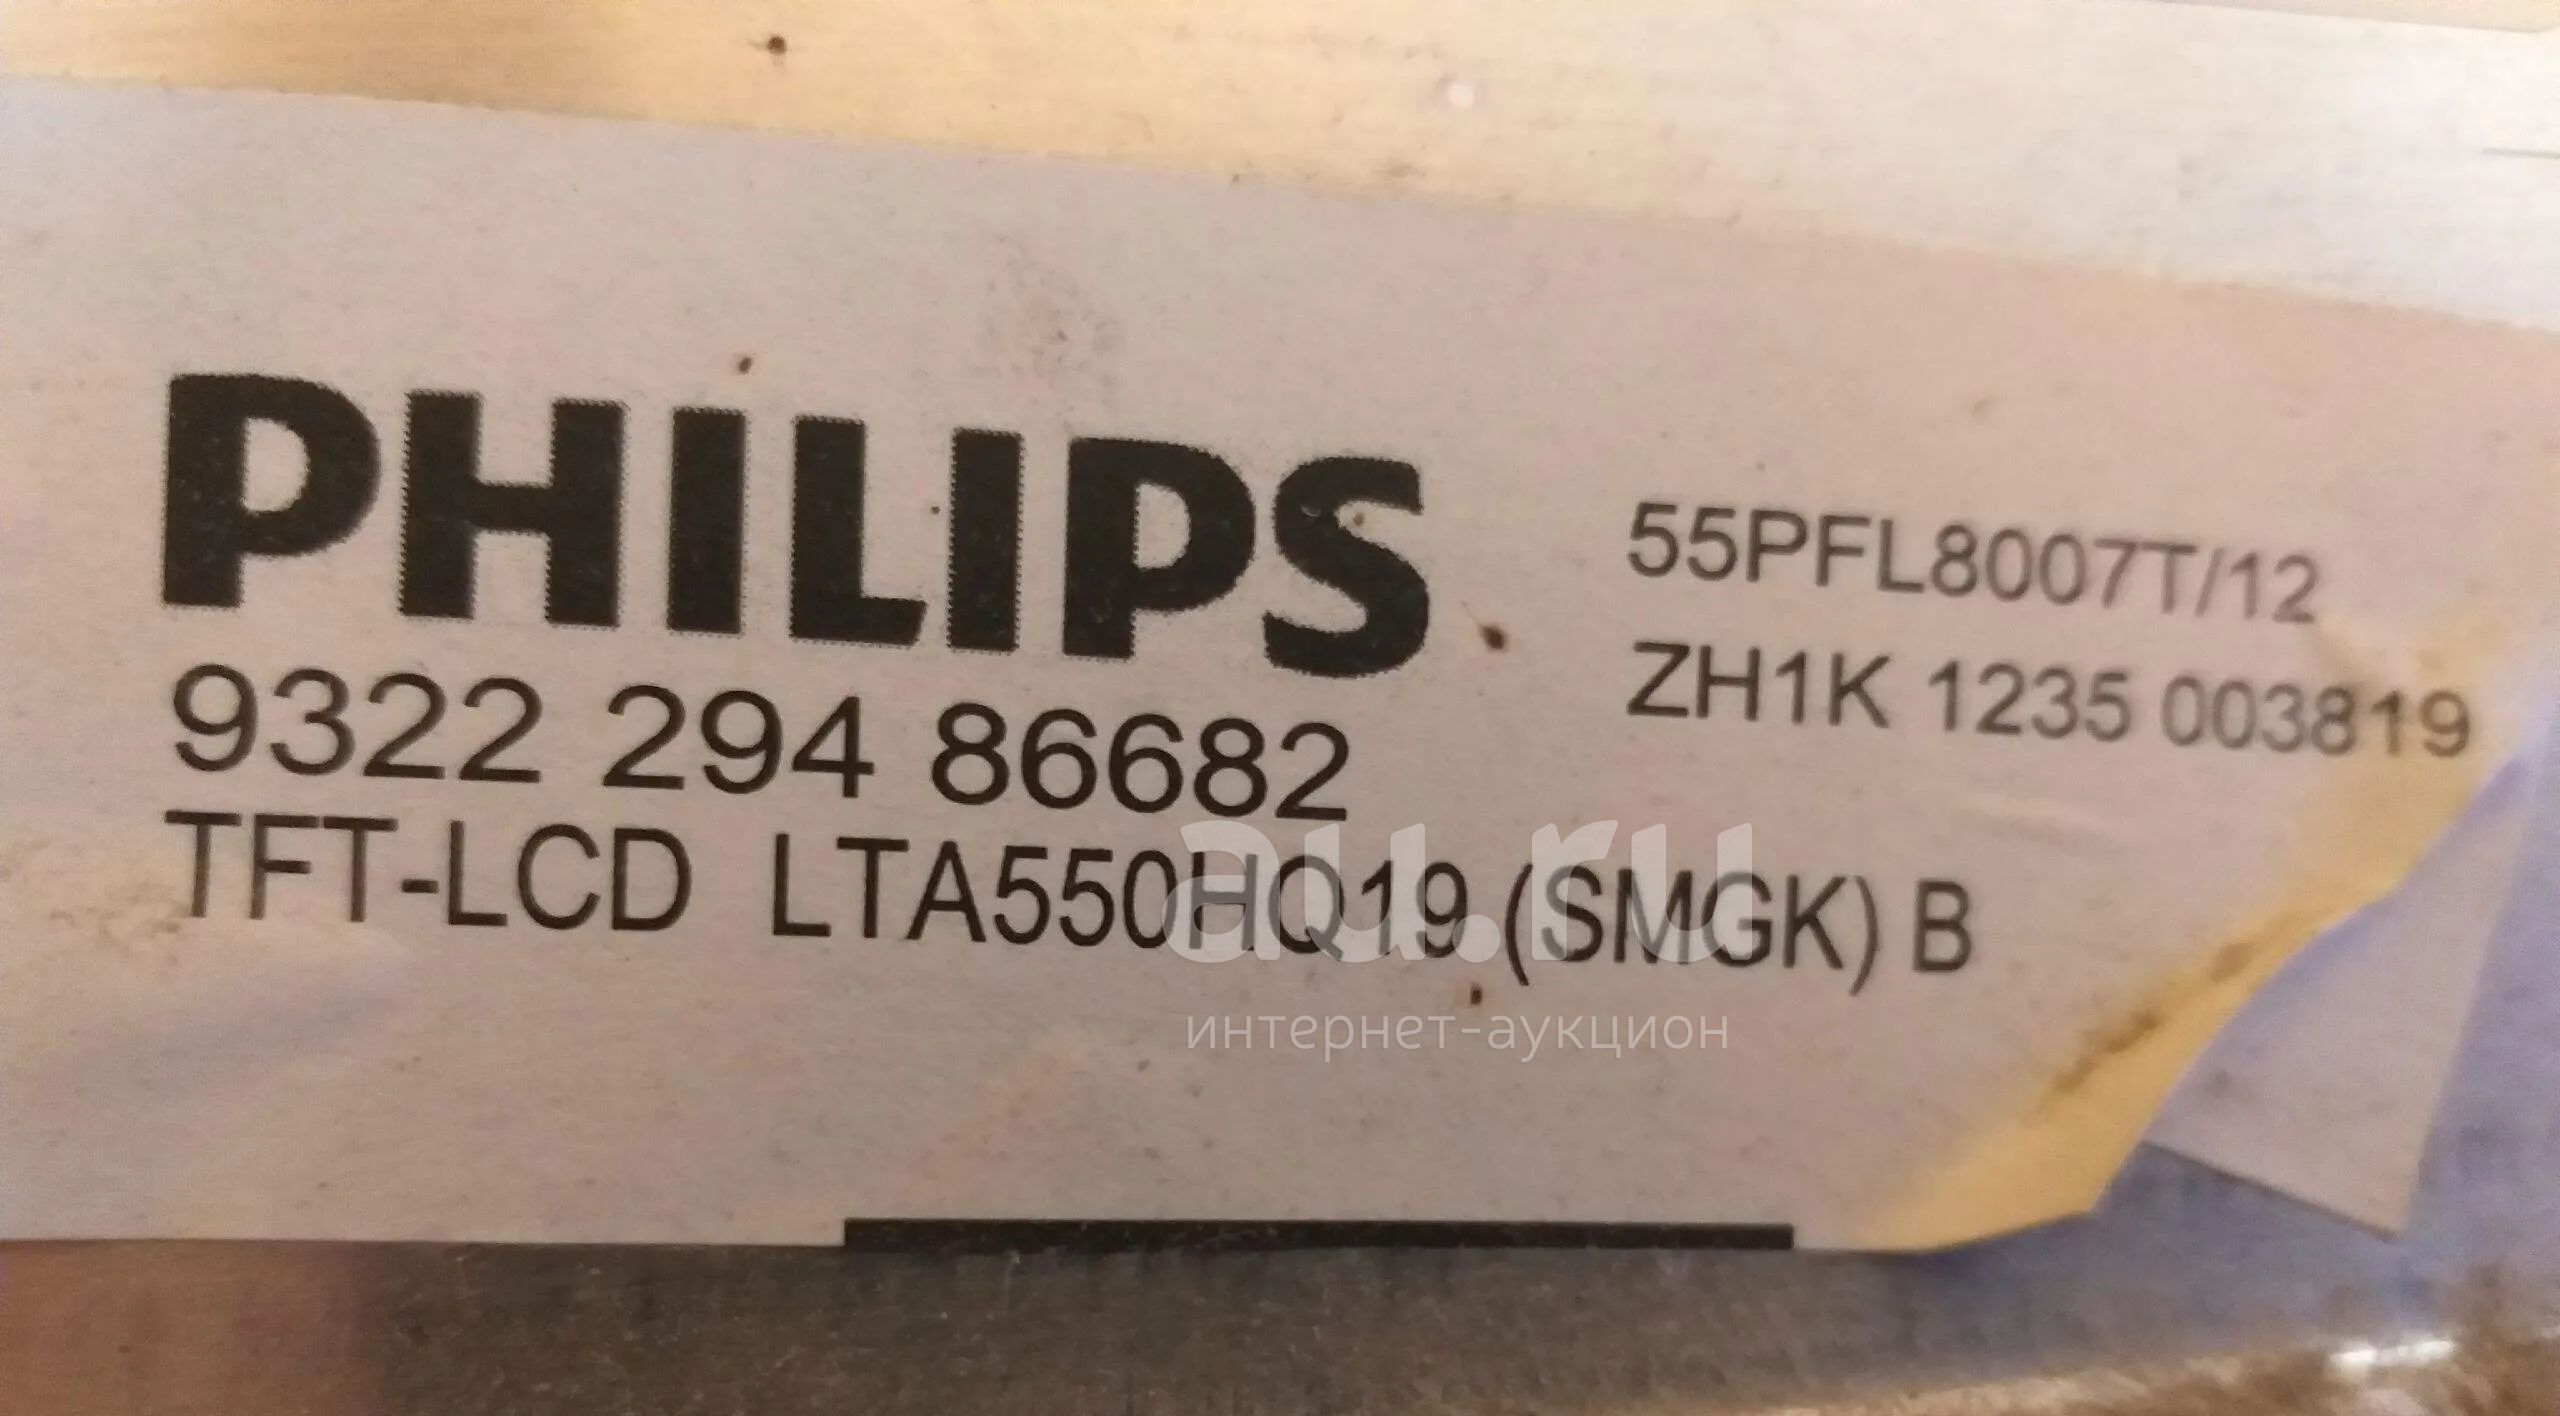 PHILIPS
55PFL8007T/12
ZH1K 1235 003819
9322 294 86682
TFT-LCD LTA550HQ19 (SMGK) B
au.ru
интернет-аукцион